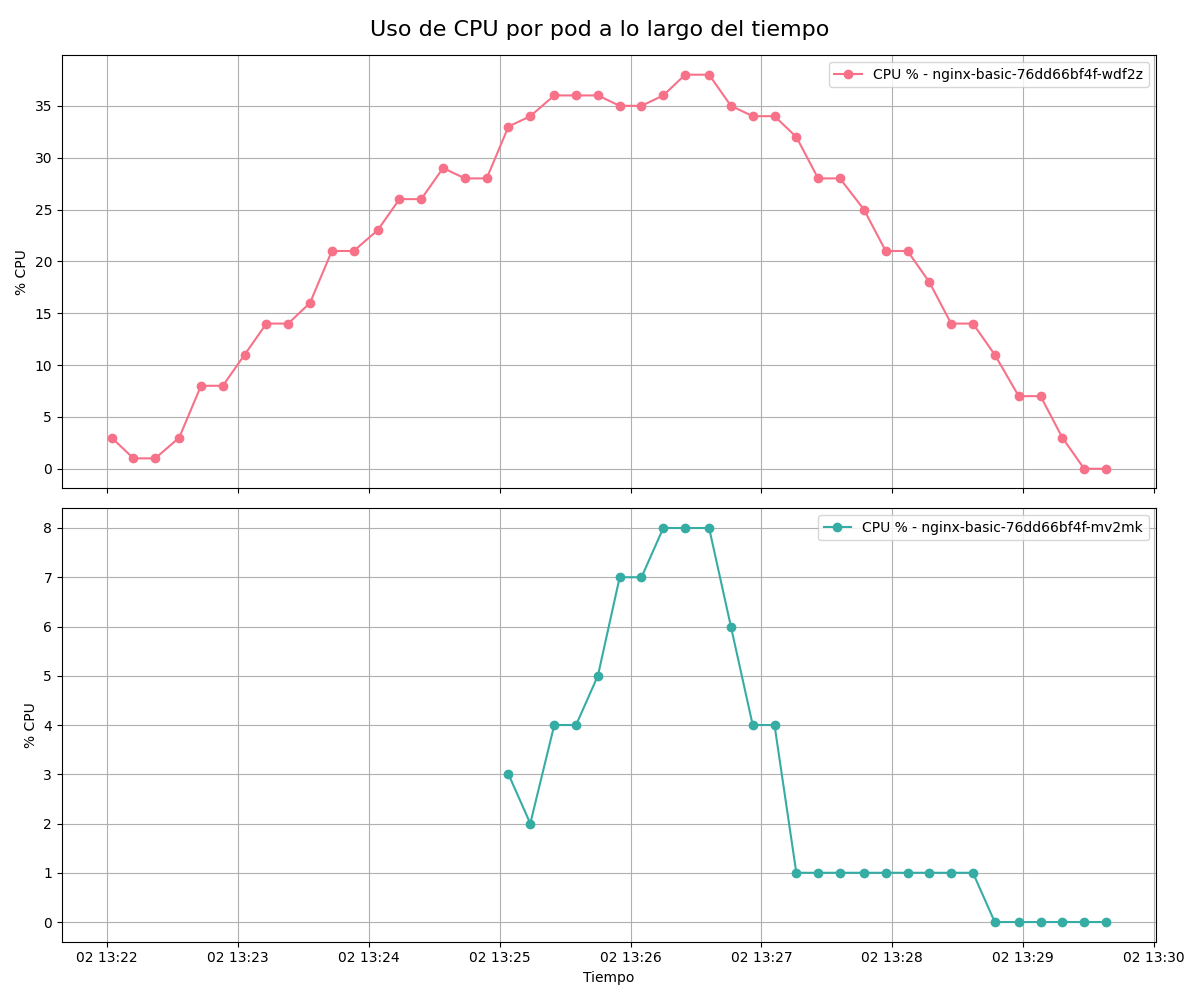 Uso de CPU por pod a lo largo del tiempo
CPU % - nginx-basic-76dd66bf4f-wdf2z
35
30
25
20
15
10
5
0
% CPU
CPU % - nginx-basic-76dd66bf4f-mv2mk
8
7
6
5
4
3
2
1
0
% CPU
02 13:22 02 13:23 02 13:24 02 13:25 02 13:26 02 13:27 02 13:28 02 13:29 02 13:30
Tiempo